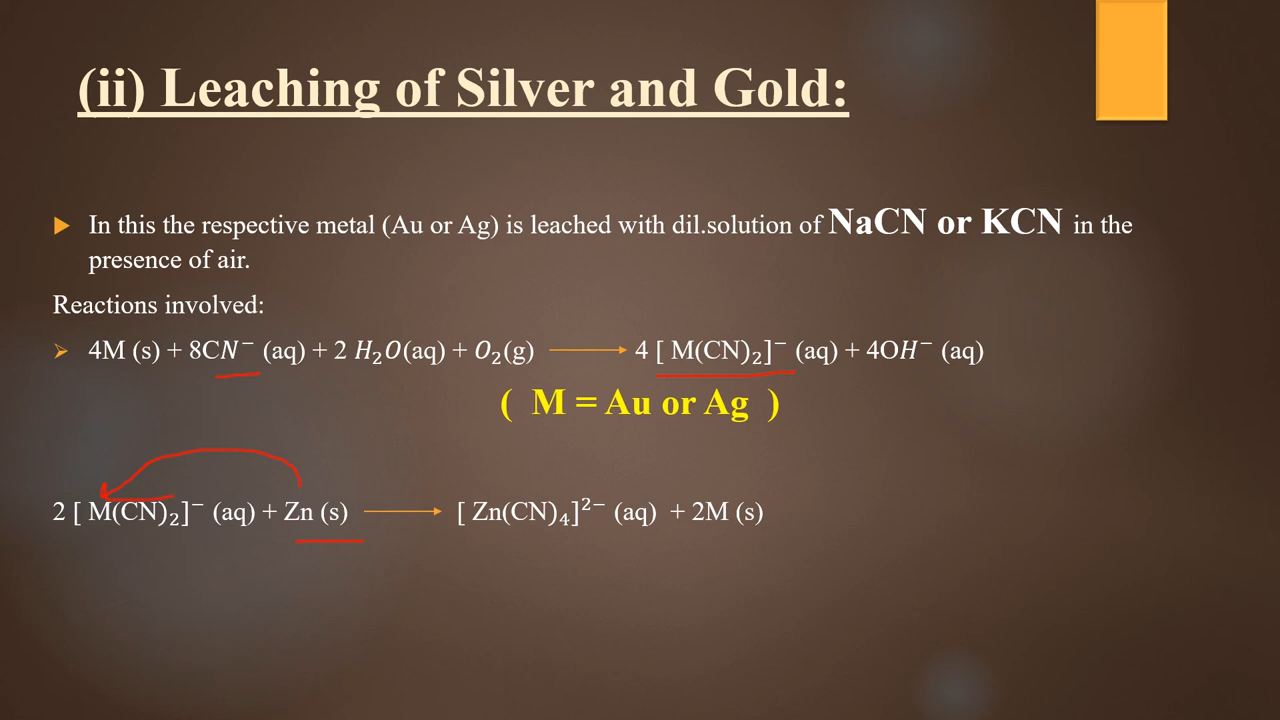 (ii) Leaching of Silver and Gold:
In this the respective metal (Au or Ag) is leached with dil.solution of NaCN or KCN in the
presence of air.
Reactions involved:
4M (s) + 8CN⁻ (aq) + 2 H₂O(aq) + O₂(g) ⟶ 4 [ M(CN)₂]⁻ (aq) + 4OH⁻ (aq)
( M = Au or Ag )
2 [ M(CN)₂]⁻ (aq) + Zn (s) ⟶ [ Zn(CN)₄]²⁻ (aq) + 2M (s)